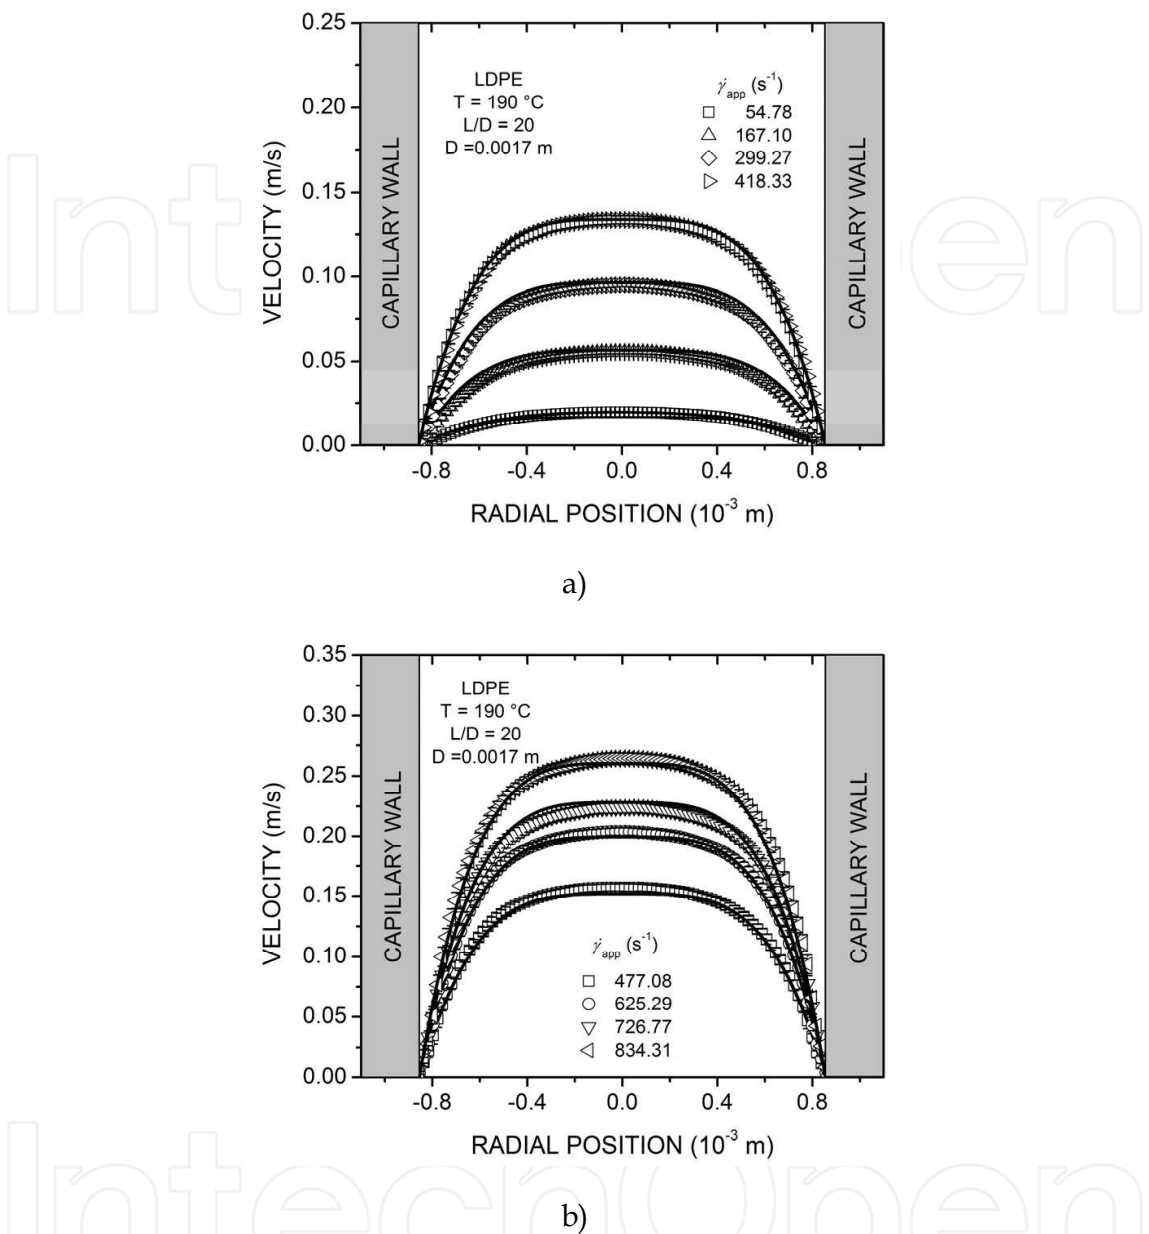 0.25
0.20
0.15
0.10
0.05
0.00
VELOCITY (m/s)
CAPILLARY WALL
LDPE
T = 190 °C
L/D = 20
D =0.0017 m
γ̇app (s-1)
54.78
167.10
299.27
418.33
CAPILLARY WALL
-0.8 -0.4 0.0 0.4 0.8
RADIAL POSITION (10-3 m)
a)
0.35
0.30
0.25
0.20
0.15
0.10
0.05
0.00
VELOCITY (m/s)
CAPILLARY WALL
LDPE
T = 190 °C
L/D = 20
D =0.0017 m
γ̇app (s-1)
477.08
625.29
726.77
834.31
CAPILLARY WALL
-0.8 -0.4 0.0 0.4 0.8
RADIAL POSITION (10-3 m)
IntechOpen
b)